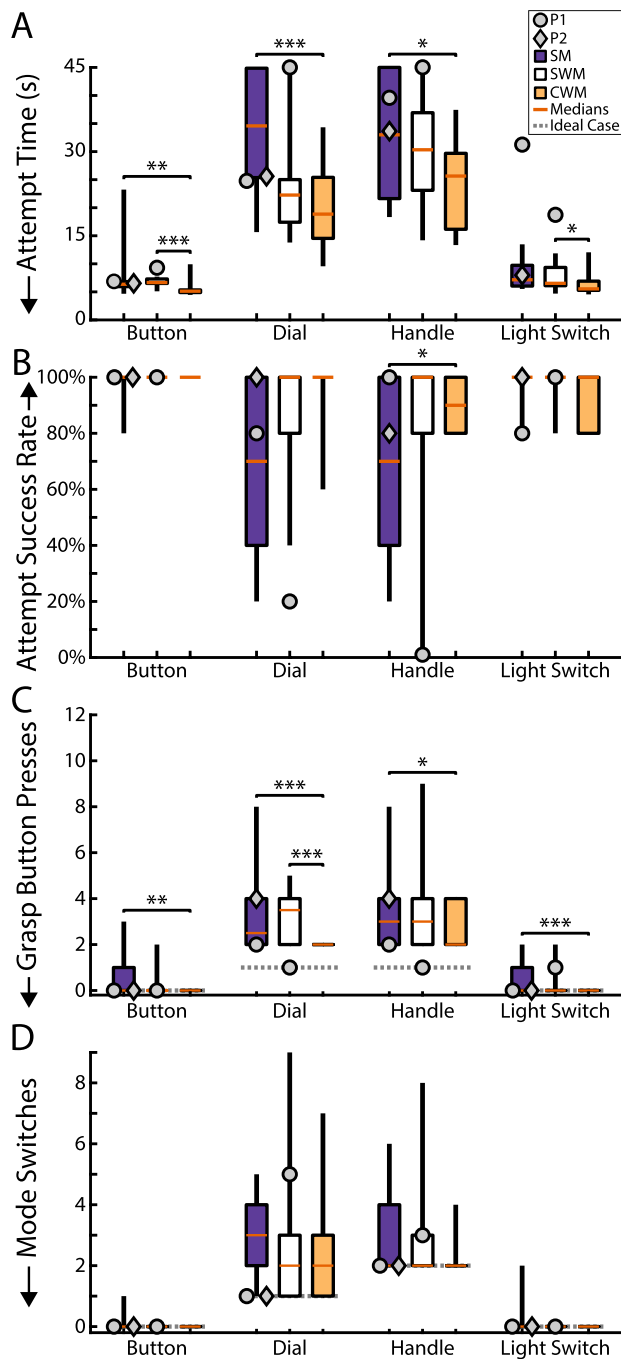 A
Attempt Time (s)
45
30
15
0
**
***
***
*
*
P1
P2
SM
SWM
CWM
Medians
Ideal Case
Button
Dial
Handle
Light Switch
B
Attempt Success Rate
100%
80%
60%
40%
20%
0%
*
Button
Dial
Handle
Light Switch
C
Grasp Button Presses
12
10
8
6
4
2
0
**
***
***
*
***
Button
Dial
Handle
Light Switch
D
Mode Switches
8
6
4
2
0
Button
Dial
Handle
Light Switch